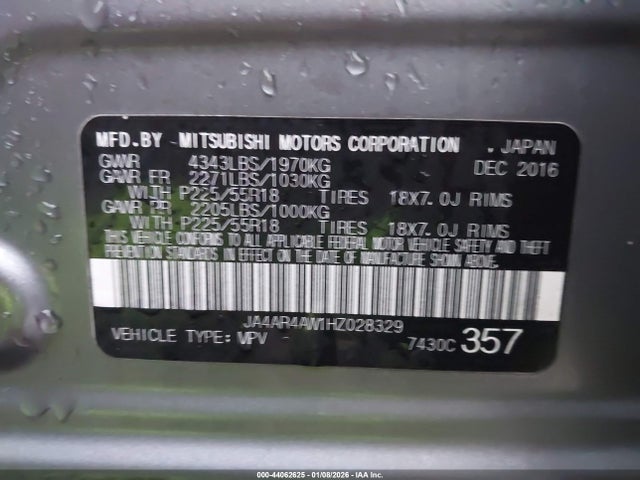 MFD.BY MITSUBISHI MOTORS CORPORATION . JAPAN
GVWR 4343LBS/1970KG DEC 2016
GAWR FR 2271LBS/1030KG
WITH P225/55R18 TIRES 18X7.0J RIMS
GAWR RR 2205LBS/1000KG
WITH P225/55R18 TIRES 18X7.0J RIMS
THIS VEHICLE CONFORMS TO ALL APPLICABLE FEDERAL MOTOR VEHICLE SAFETY AND THEFT
PREVENTION STANDARDS IN EFFECT ON THE DATE OF MANUFACTURE SHOWN ABOVE.
JA4AR4AW1HZ028329
VEHICLE TYPE: MPV 7430C 357
000-44062625 - 01/08/2026 - IAA Inc.